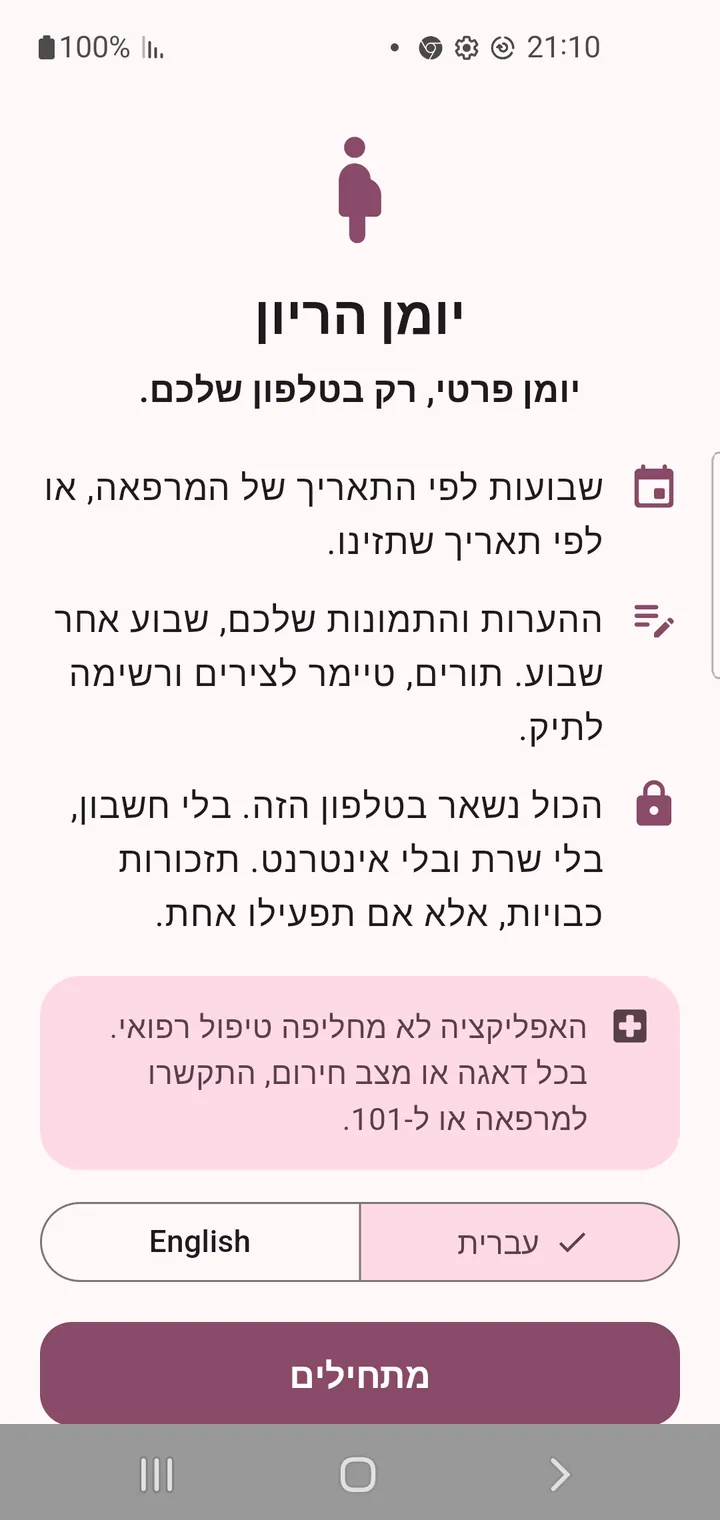 100%
21:10
יומן הריון
יומן פרטי, רק בטלפון שלכם.
שבועות לפי התאריך של המרפאה, או
לפי תאריך שתזינו.
ההערות והתמונות שלכם, שבוע אחר
שבוע. תורים, טיימר לצירים ורשימה
לתיק.
הכול נשאר בטלפון הזה. בלי חשבון,
בלי שרת ובלי אינטרנט. תזכורות
כבויות, אלא אם תפעילו אחת.
האפליקציה לא מחליפה טיפול רפואי.
בכל דאגה או מצב חירום, התקשרו
למרפאה או ל-101.
עברית
English
מתחילים